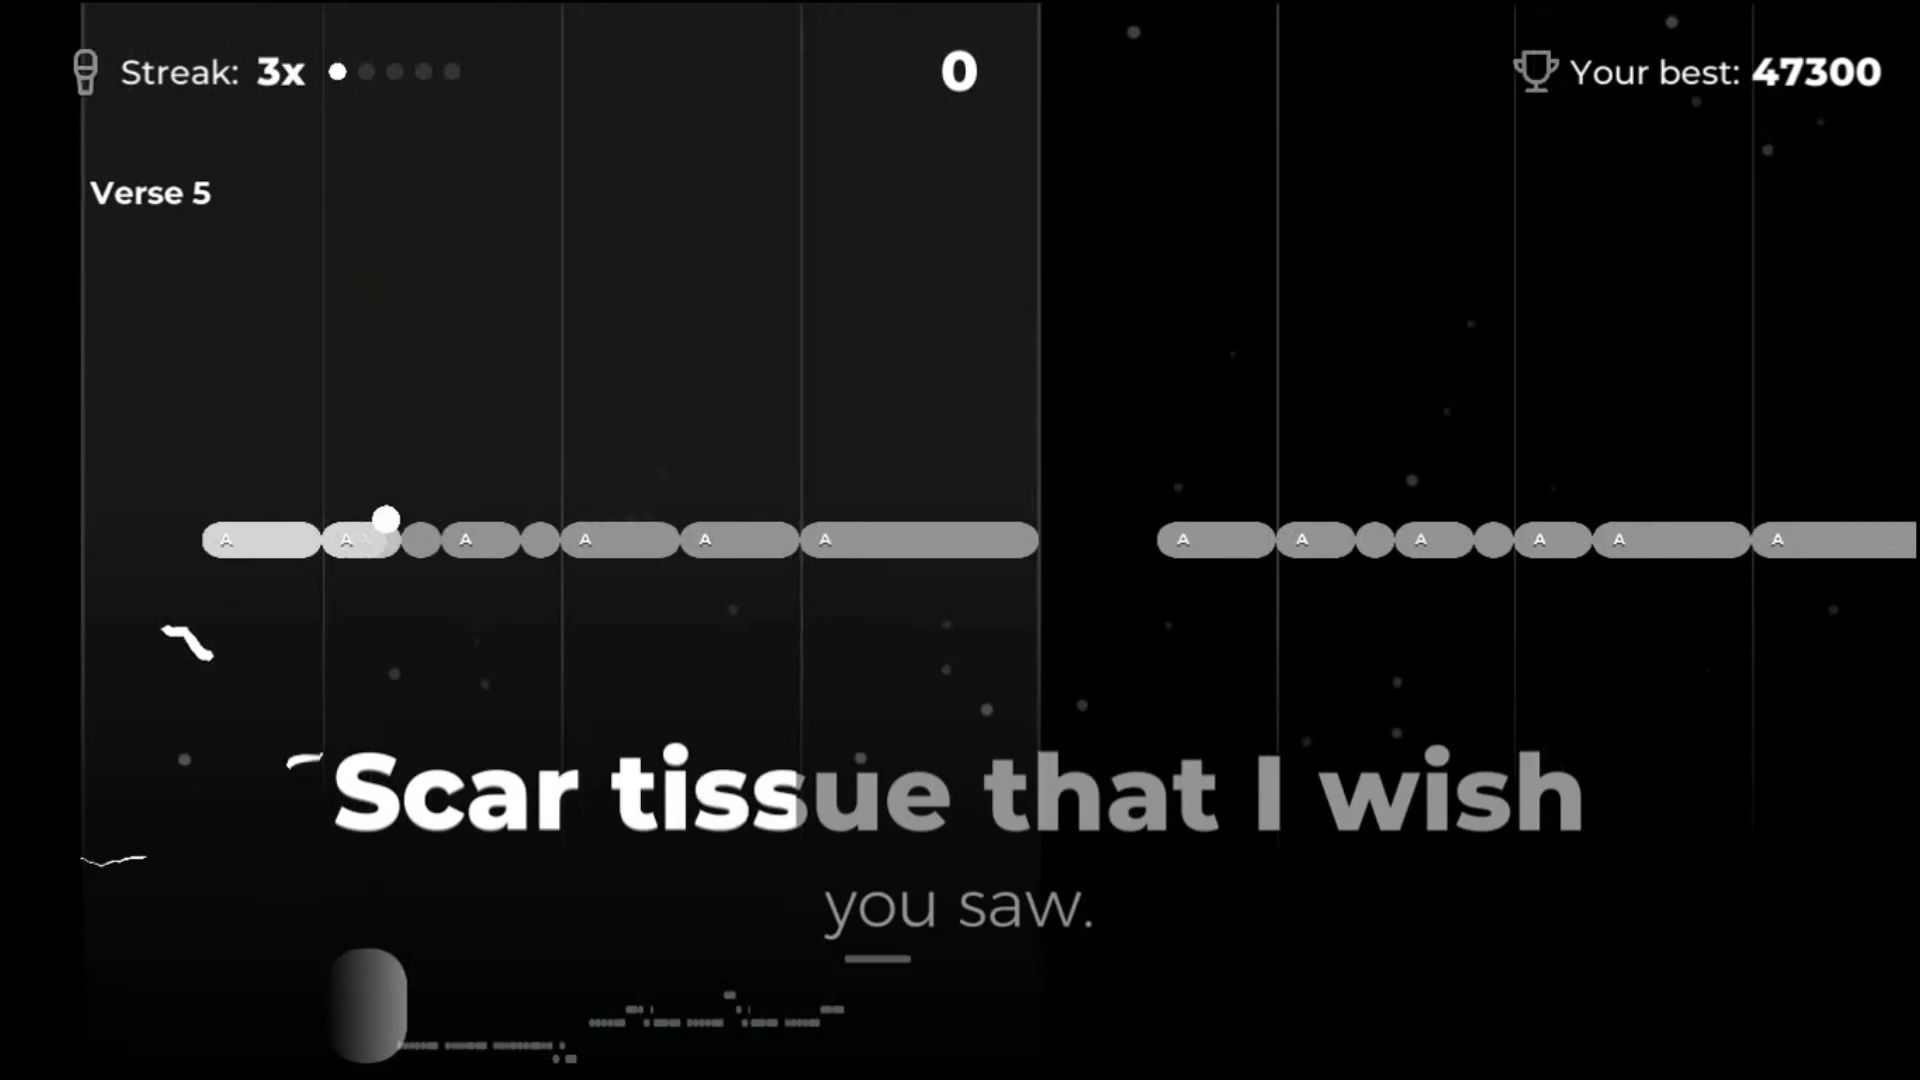 Streak: 3x
0
Your best: 47300
Verse 5
A A A A A A A A A A A A
Scar tissue that I wish
you saw.